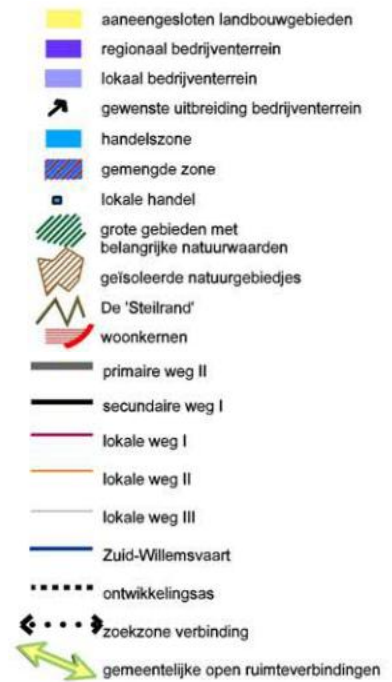 aaneengesloten landbouwgebieden
regionaal bedrijventerrein
lokaal bedrijventerrein
gewenste uitbreiding bedrijventerrein
handelszone
gemengde zone
lokale handel
grote gebieden met
belangrijke natuurwaarden
geïsoleerde natuurgebiedjes
De 'Steilrand'
woonkernen
primaire weg II
secundaire weg I
lokale weg I
lokale weg II
lokale weg III
Zuid-Willemsvaart
ontwikkelingsas
zoekzone verbinding
gemeentelijke open ruimteverbindingen